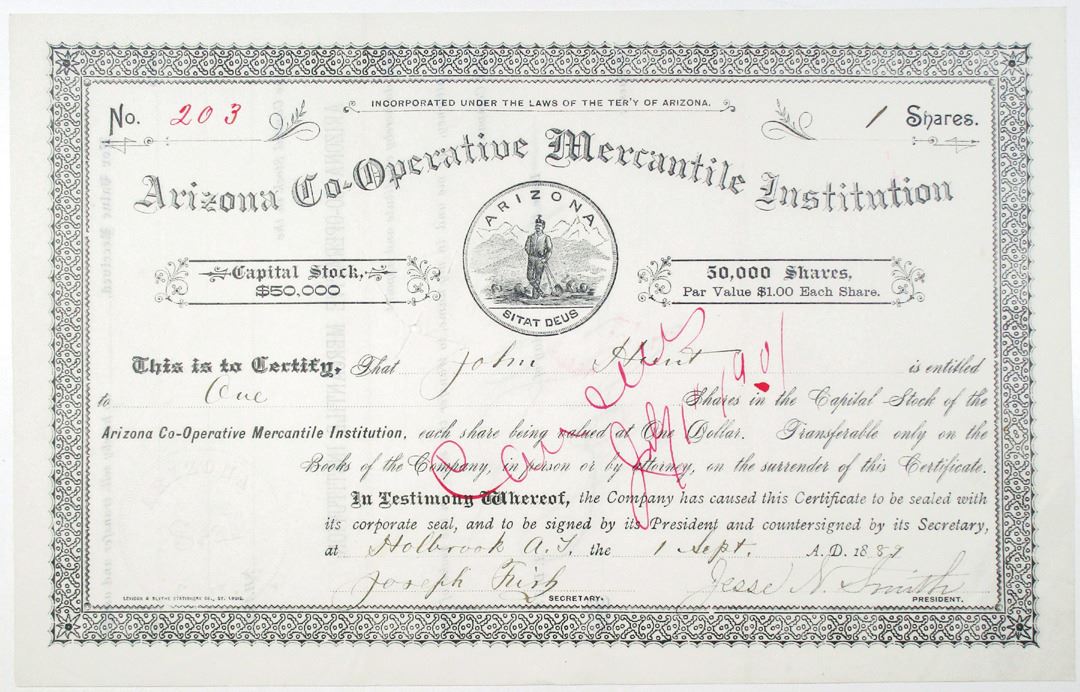 INCORPORATED UNDER THE LAWS OF THE TER'Y OF ARIZONA.
No. 203
1 Shares.
Arizona Co-Operative Mercantile Institution
ARIZONA
SITAT DEUS
Capital Stock,
$50,000
50,000 Shares,
Par Value $1.00 Each Share.
This is to Certify, That John Hunt is entitled
to One Shares in the Capital Stock of the
Arizona Co-Operative Mercantile Institution, each share being valued at One Dollar. Transferable only on the
Books of the Company, in person or by attorney, on the surrender of this Certificate.
In Testimony Whereof, the Company has caused this Certificate to be sealed with
its corporate seal, and to be signed by its President and countersigned by its Secretary,
at Holbrook A.T. the 1 Sept. A.D. 1889
Joseph Fish SECRETARY.
Jesse N. Smith PRESIDENT.
July 1st 1901